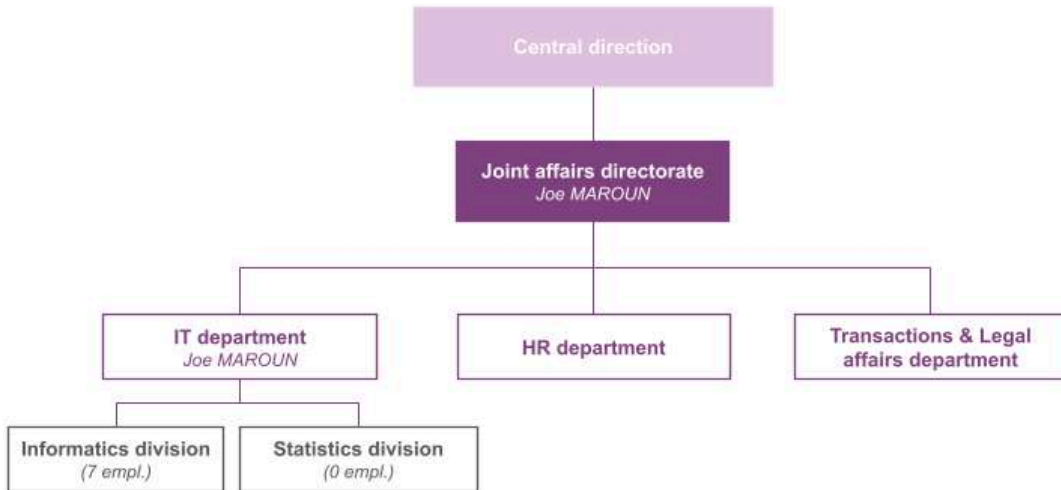 Central direction
Joint affairs directorate
Joe MAROUN
IT department
Joe MAROUN
HR department
Transactions & Legal
affairs department
Informatics division
(7 empl.)
Statistics division
(0 empl.)